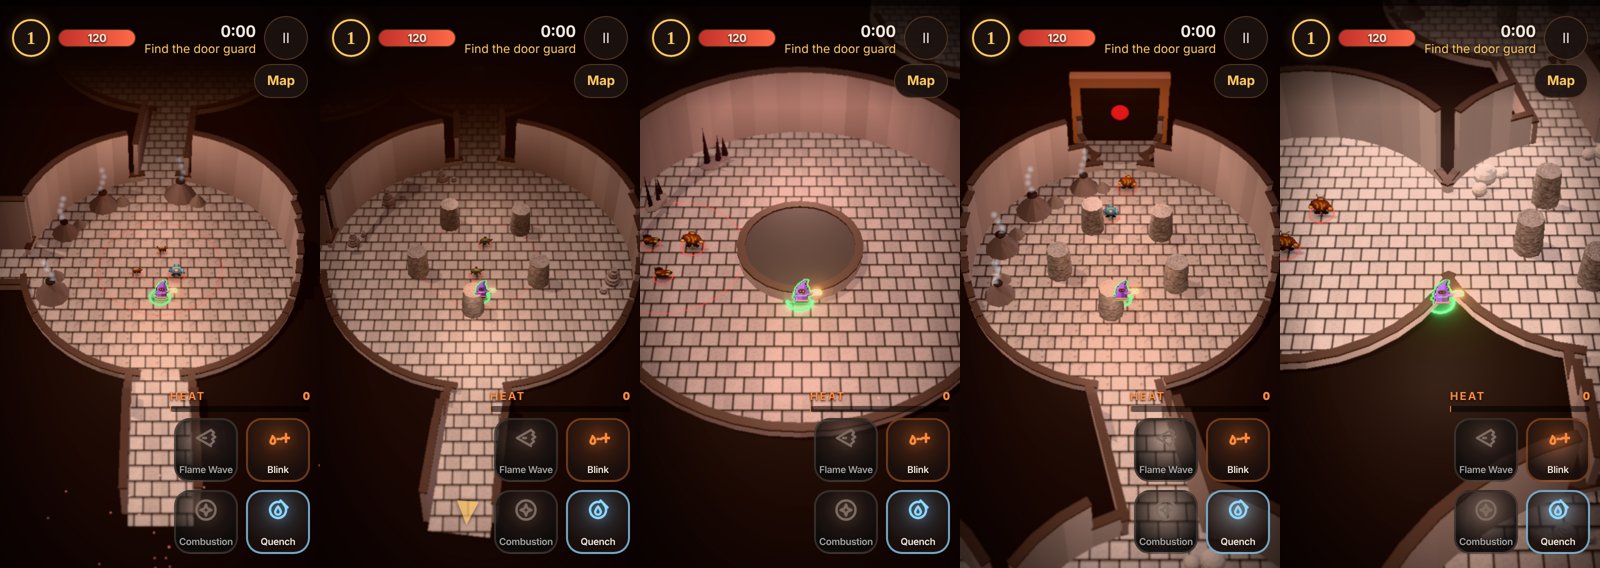 1
120
0:00
Find the door guard
Map
HEAT
0
Flame Wave
Blink
Combustion
Quench
1
120
0:00
Find the door guard
Map
HEAT
0
Flame Wave
Blink
Combustion
Quench
1
120
0:00
Find the door guard
Map
HEAT
0
Flame Wave
Blink
Combustion
Quench
1
120
0:00
Find the door guard
Map
HEAT
0
Flame Wave
Blink
Combustion
Quench
1
120
0:00
Find the door guard
Map
HEAT
0
Flame Wave
Blink
Combustion
Quench